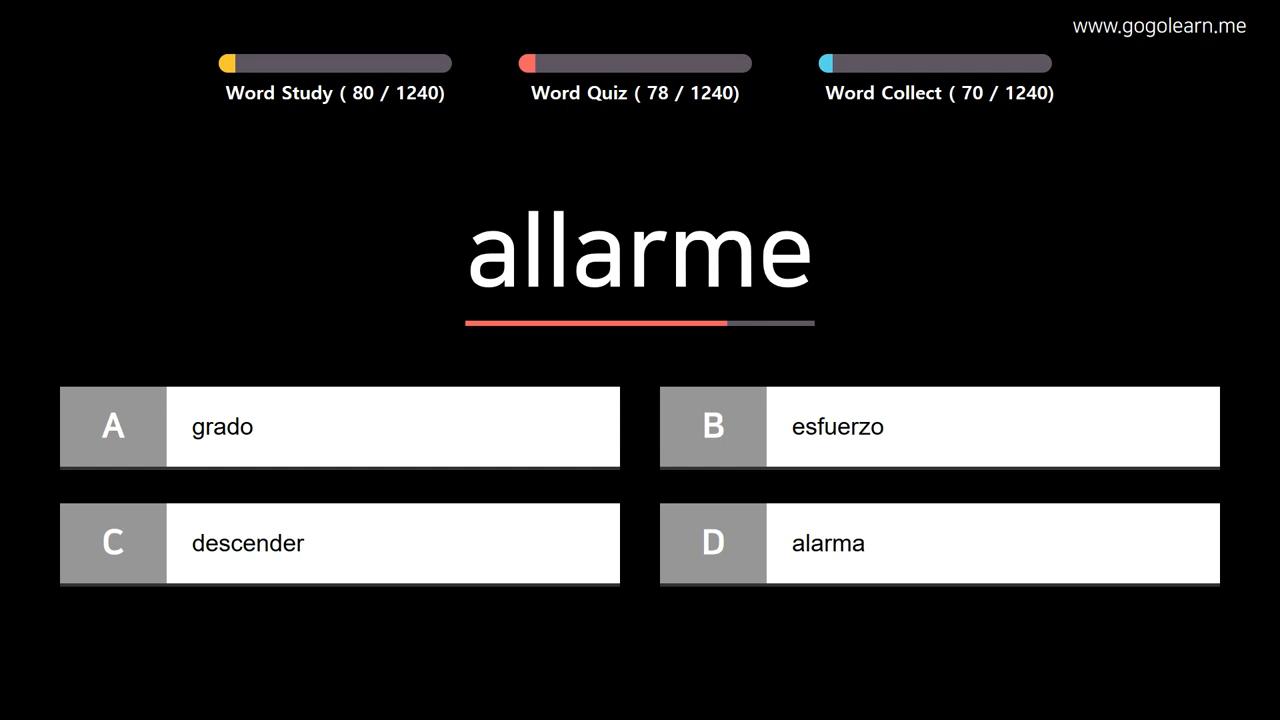 www.gogolearn.me
Word Study ( 80 / 1240)
Word Quiz ( 78 / 1240)
Word Collect ( 70 / 1240)
allarme
A grado
B esfuerzo
C descender
D alarma